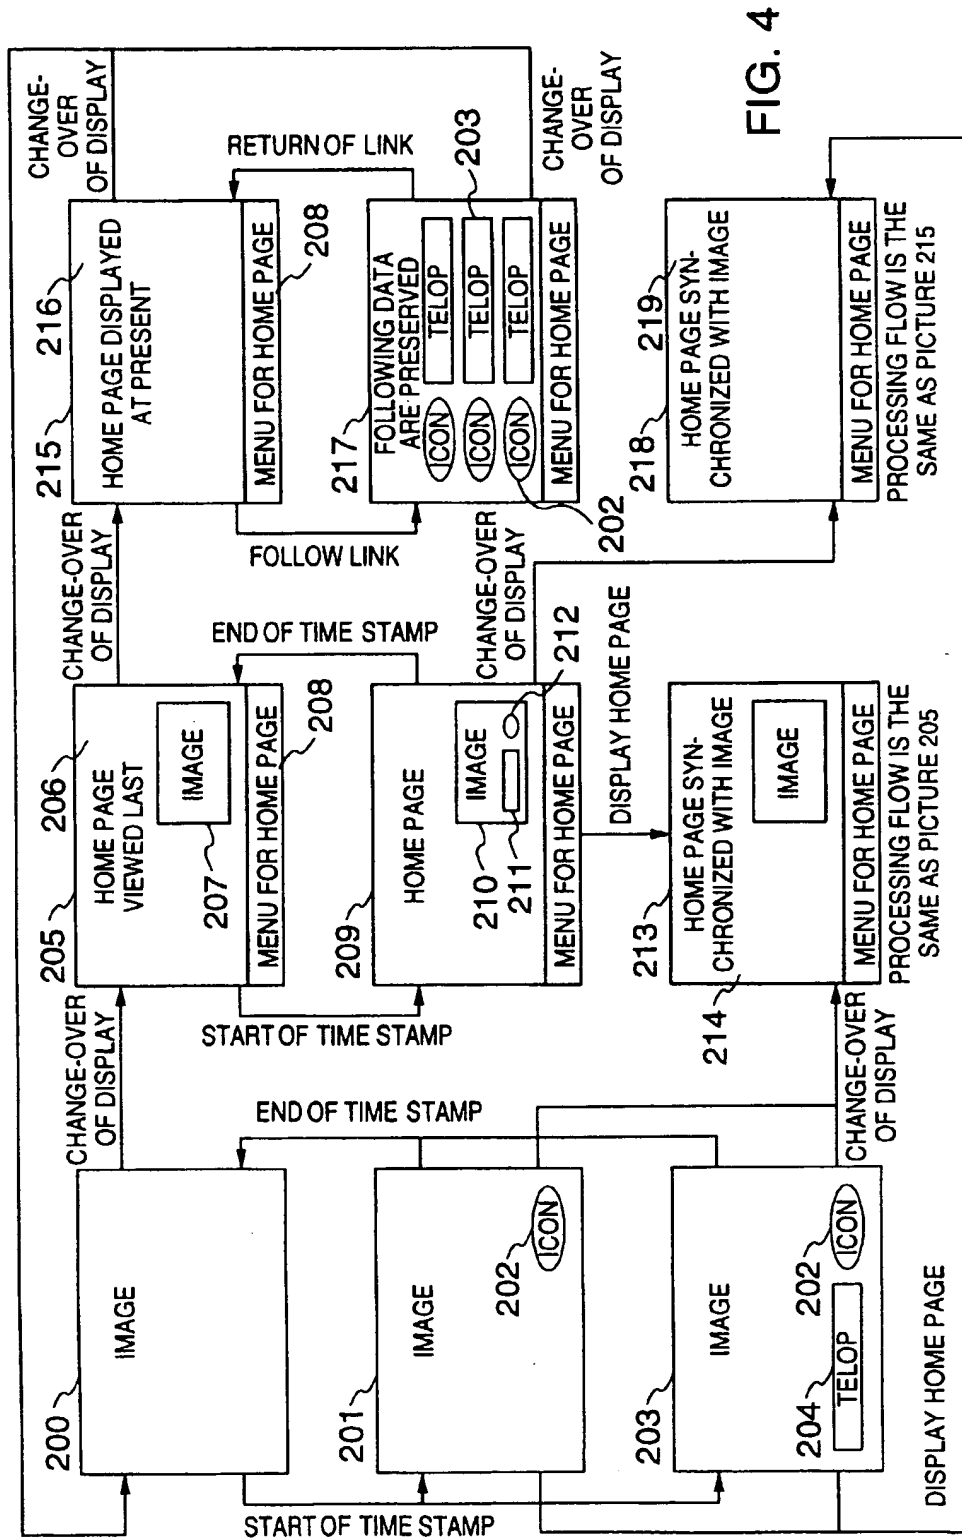 CHANGE-
OVER
OF DISPLAY
215
216
HOME PAGE DISPLAYED
AT PRESENT
MENU FOR HOME PAGE
208
RETURN OF LINK
FOLLOW LINK
217
FOLLOWING DATA
ARE PRESERVED
ICON
TELOP
203
ICON
TELOP
ICON
TELOP
202
MENU FOR HOME PAGE
CHANGE-
OVER
OF DISPLAY
FIG. 4
218
219
HOME PAGE SYN-
CHRONIZED WITH IMAGE
MENU FOR HOME PAGE
PROCESSING FLOW IS THE
SAME AS PICTURE 215
CHANGE-OVER
OF DISPLAY
205
206
HOME PAGE
VIEWED LAST
IMAGE
207
MENU FOR HOME PAGE
208
END OF TIME STAMP
START OF TIME STAMP
209
HOME PAGE
IMAGE
210
211
212
MENU FOR HOME PAGE
CHANGE-OVER
OF DISPLAY
DISPLAY HOME PAGE
213
214
HOME PAGE SYN-
CHRONIZED WITH IMAGE
IMAGE
MENU FOR HOME PAGE
PROCESSING FLOW IS THE
SAME AS PICTURE 205
CHANGE-OVER
OF DISPLAY
200
IMAGE
END OF TIME STAMP
START OF TIME STAMP
201
IMAGE
202
ICON
203
IMAGE
204
TELOP
202
ICON
CHANGE-OVER
OF DISPLAY
DISPLAY HOME PAGE